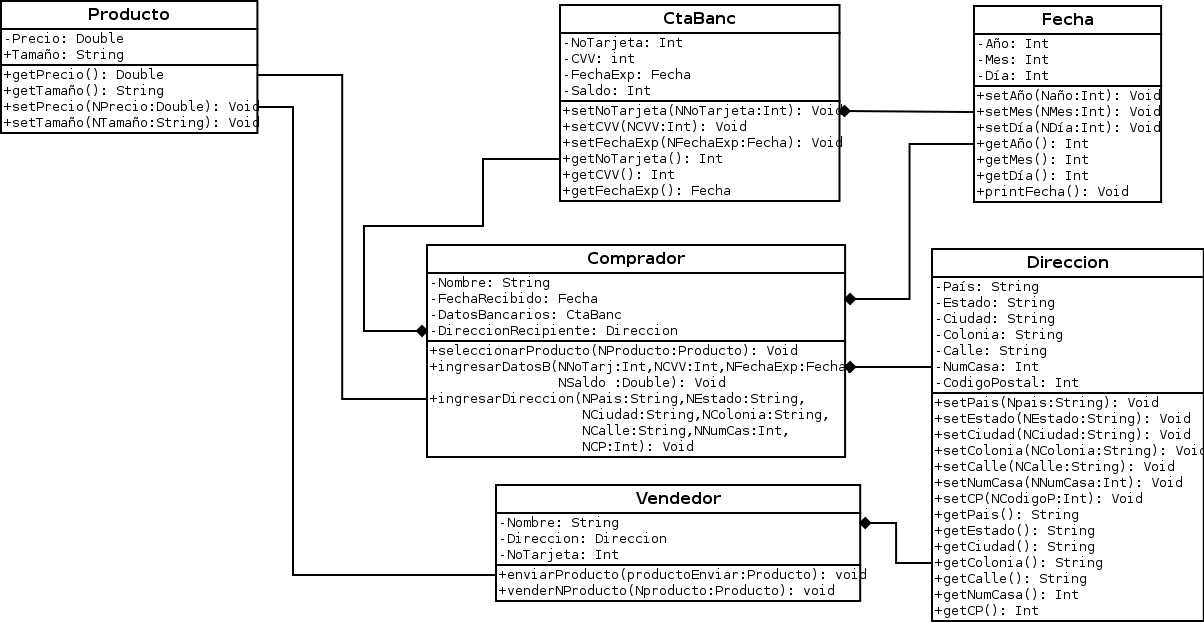 Producto
-Precio: Double
+Tamaño: String
+getPrecio(): Double
+getTamaño(): String
+setPrecio(NPrecio:Double): Void
+setTamaño(NTamaño:String): Void
CtaBanc
-NoTarjeta: Int
-CVV: int
-FechaExp: Fecha
-Saldo: Int
+setNoTarjeta(NNoTarjeta:Int): Void
+setCVV(NCVV:Int): Void
+setFechaExp(NFechaExp:Fecha): Void
+getNoTarjeta(): Int
+getCVV(): Int
+getFechaExp(): Fecha
Fecha
-Año: Int
-Mes: Int
-Día: Int
+setAño(Naño:Int): Void
+setMes(NMes:Int): Void
+setDía(NDía:Int): Void
+getAño(): Int
+getMes(): Int
+getDía(): Int
+printFecha(): Void
Comprador
-Nombre: String
-FechaRecibido: Fecha
-DatosBancarios: CtaBanc
-DireccionRecipiente: Direccion
+seleccionarProducto(NProducto:Producto): Void
+ingresarDatosB(NNoTarj:Int,NCVV:Int,NFechaExp:Fecha
NSaldo :Double): Void
+ingresarDireccion(NPais:String,NEstado:String,
NCiudad:String,NColonia:String,
NCalle:String,NNumCas:Int,
NCP:Int): Void
Direccion
-País: String
-Estado: String
-Ciudad: String
-Colonia: String
-Calle: String
-NumCasa: Int
-CodigoPostal: Int
+setPais(Npais:String): Void
+setEstado(NEstado:String): Void
+setCiudad(NCiudad:String): Void
+setColonia(NColonia:String): Void
+setCalle(NCalle:String): Void
+setNumCasa(NNumCasa:Int): Void
+setCP(NCodigoP:Int): Void
+getPais(): String
+getEstado(): String
+getCiudad(): String
+getColonia(): String
+getCalle(): String
+getNumCasa(): Int
+getCP(): Int
Vendedor
-Nombre: String
-Direccion: Direccion
-NoTarjeta: Int
+enviarProducto(productoEnviar:Producto): void
+venderNProducto(Nproducto:Producto): void